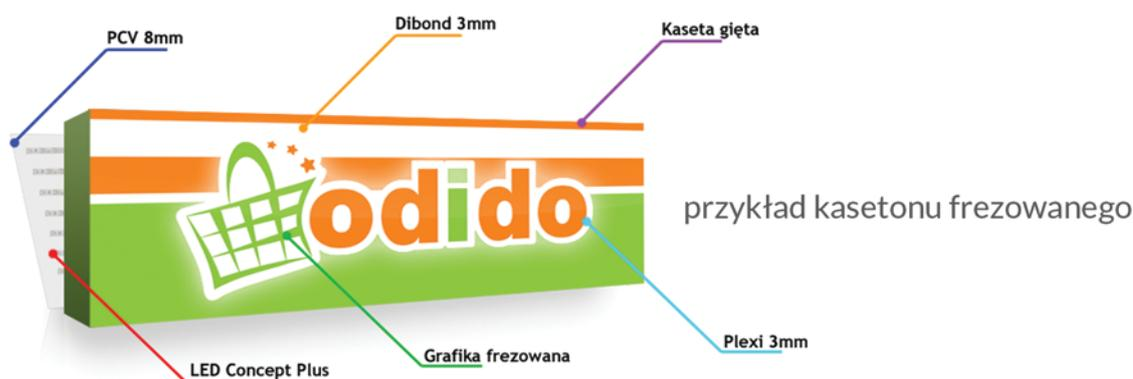 Dibond 3mm
Kaseta gięta
PCV 8mm
odido
przykład kasetonu frezowanego
Plexi 3mm
Grafika frezowana
LED Concept Plus